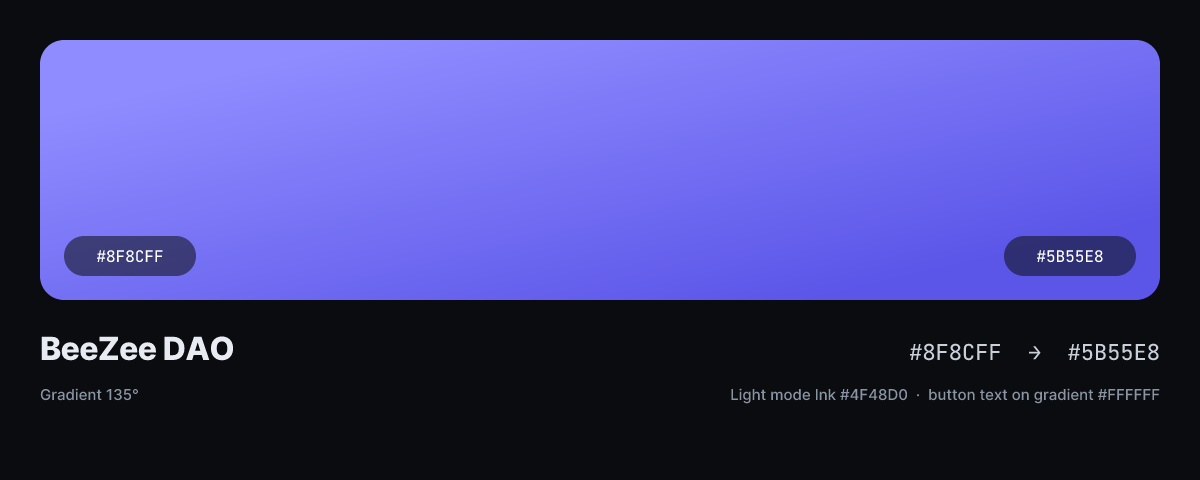 #8F8CFF
#5B55E8
BeeZee DAO
#8F8CFF → #5B55E8
Gradient 135°
Light mode Ink #4F48D0 · button text on gradient #FFFFFF